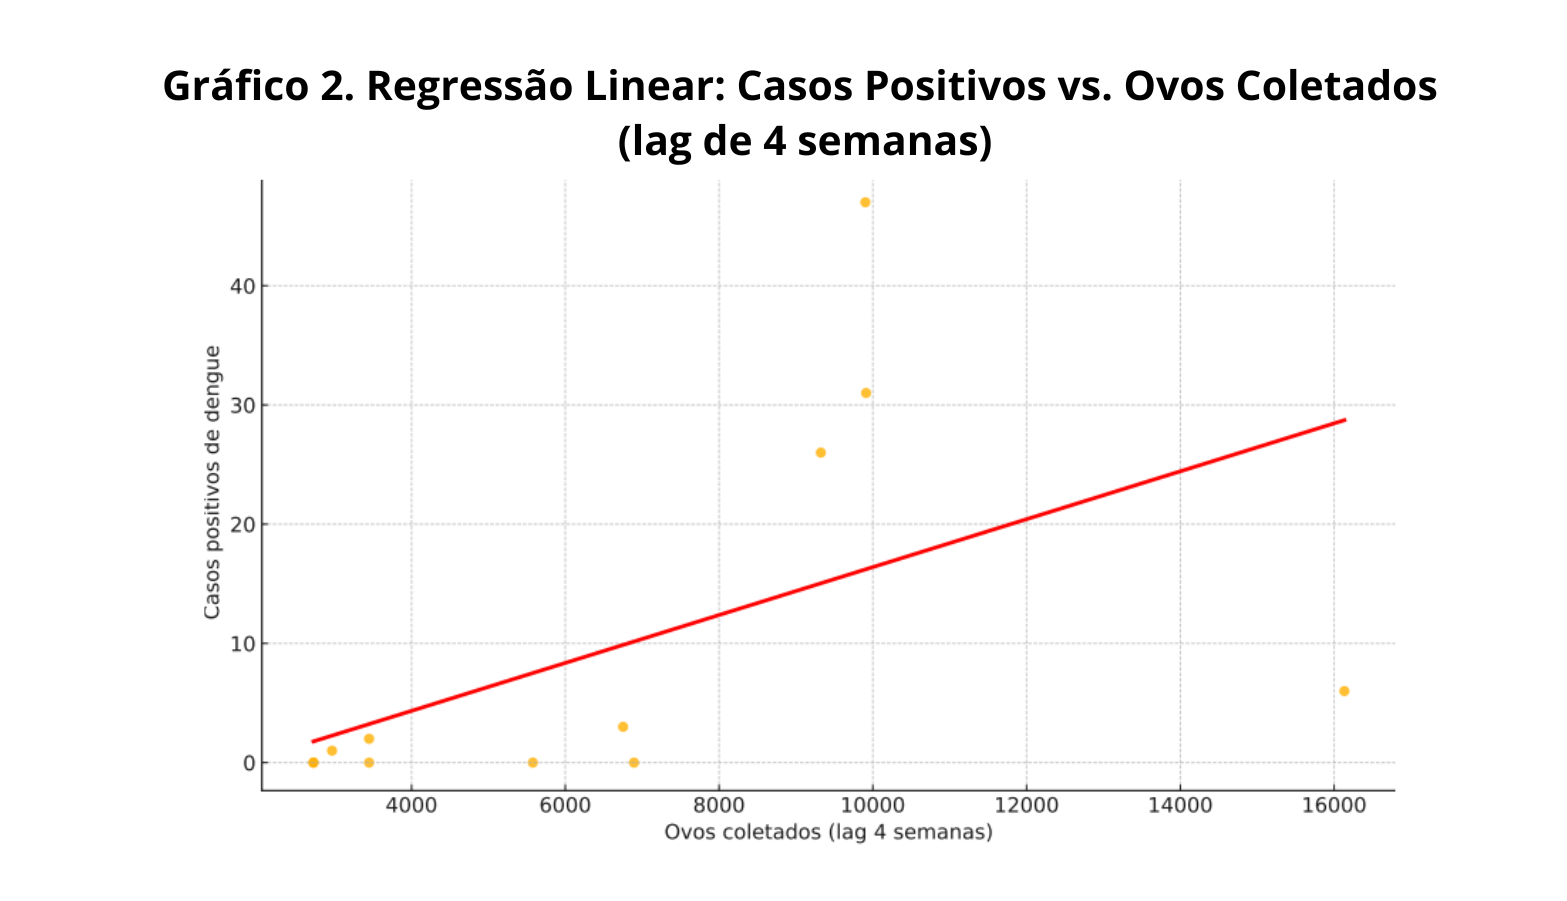 Gráfico 2. Regressão Linear: Casos Positivos vs. Ovos Coletados
(lag de 4 semanas)
Casos positivos de dengue
40
30
20
10
0
4000 6000 8000 10000 12000 14000 16000
Ovos coletados (lag 4 semanas)